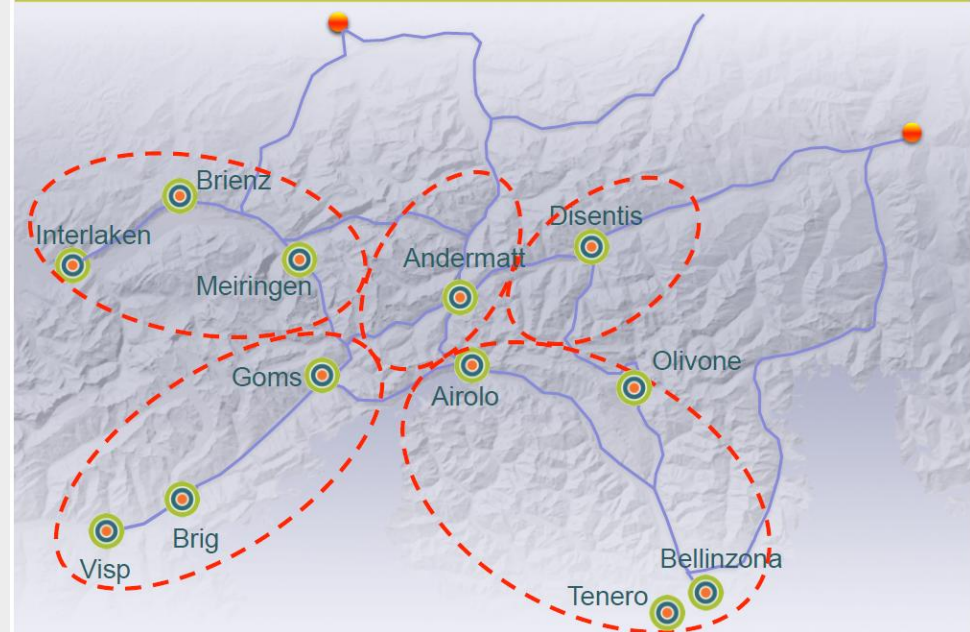 Brienz
Interlaken
Disentis
Andermatt
Meiringen
Goms
Airolo
Olivone
Brig
Visp
Bellinzona
Tenero